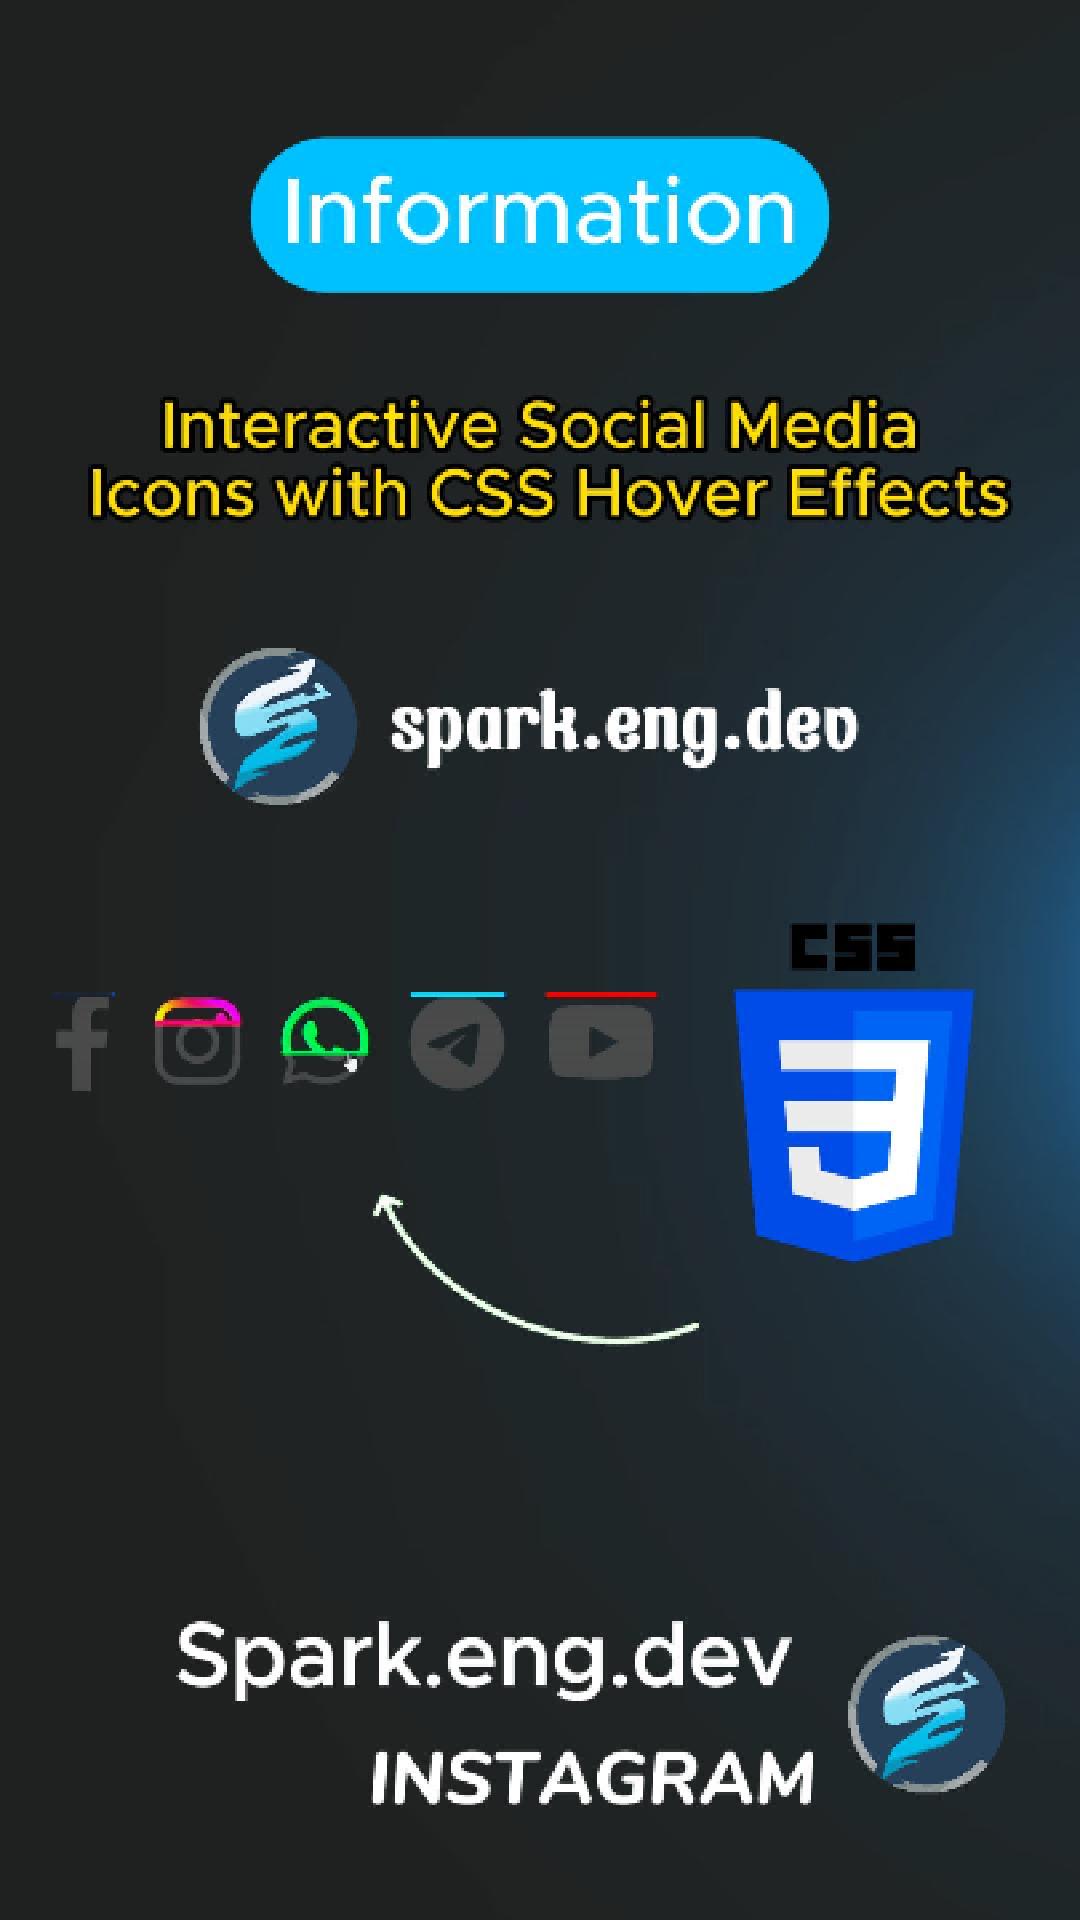 Information
Interactive Social Media
Icons with CSS Hover Effects
spark.eng.dev
CSS
Spark.eng.dev
INSTAGRAM